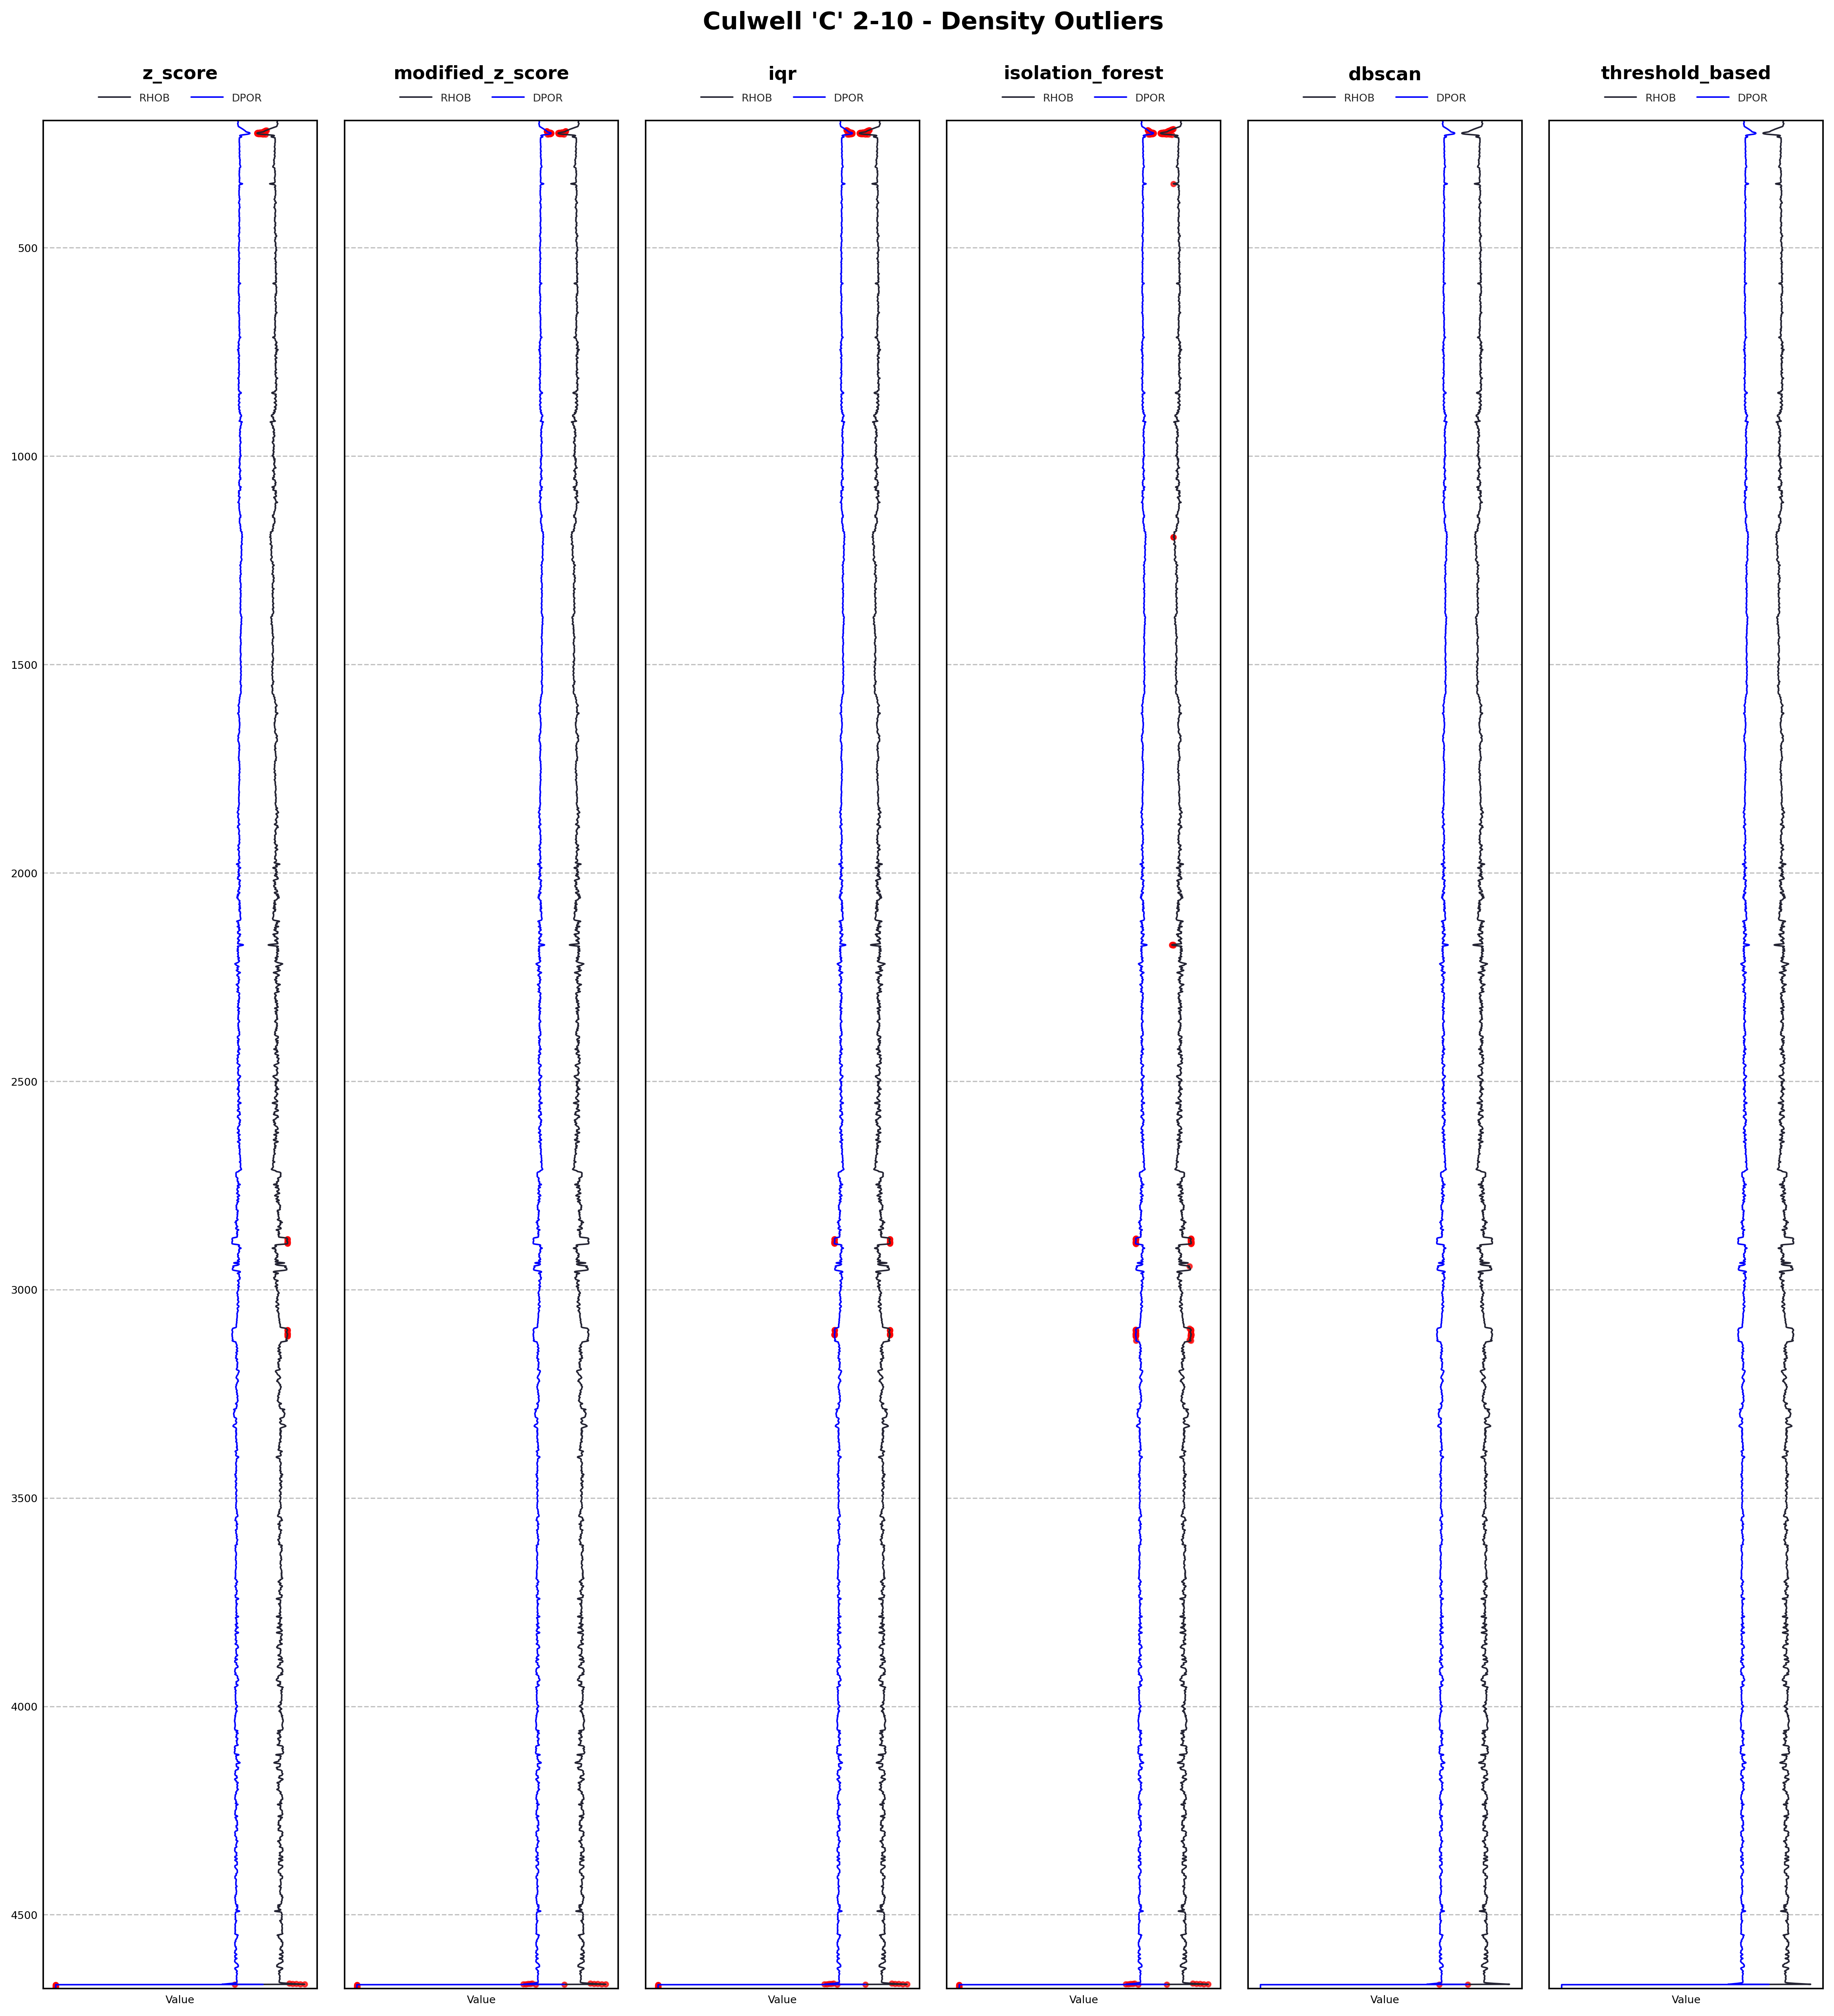 Culwell 'C' 2-10 - Density Outliers
z_score modified_z_score iqr isolation_forest dbscan threshold_based
RHOB DPOR RHOB DPOR RHOB DPOR RHOB DPOR RHOB DPOR RHOB DPOR
500
1000
1500
2000
2500
3000
3500
4000
4500
Value Value Value Value Value Value